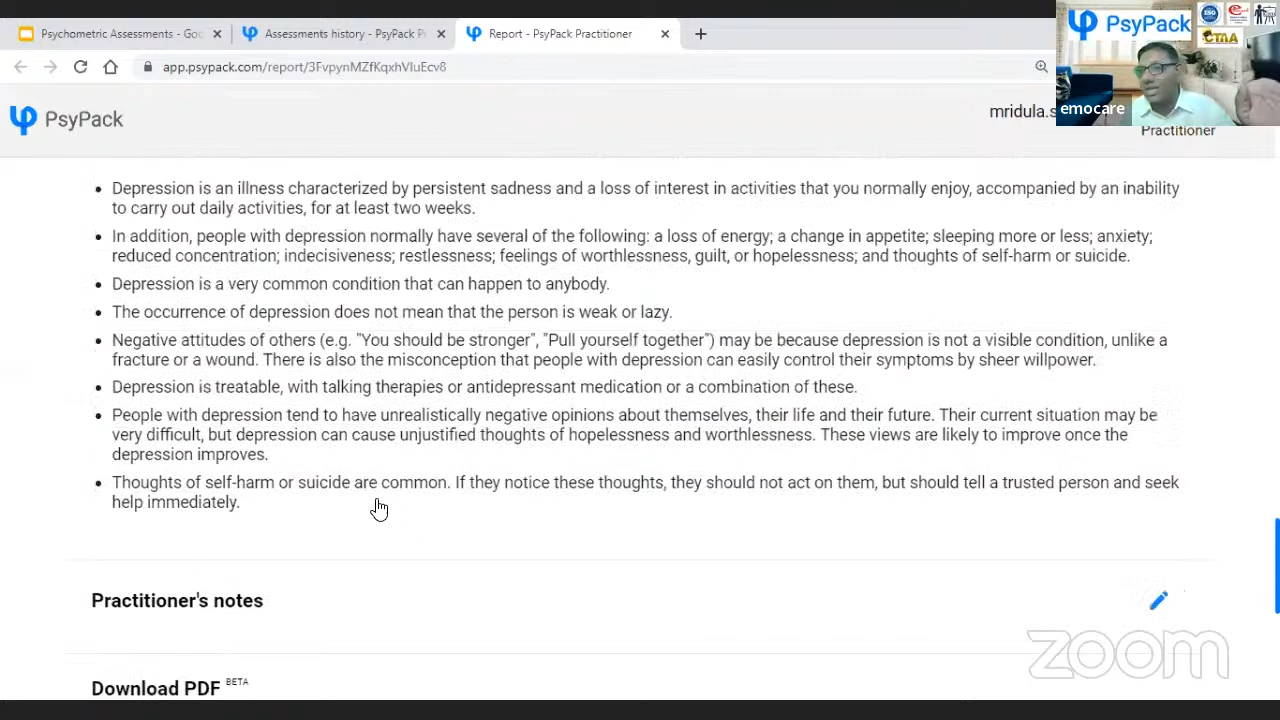 Psychometric Assessments - Goo
Assessments history - PsyPack Pr
Report - PsyPack Practitioner
app.psypack.com/report/3FvpynMZfKqxhVluEcv8
PsyPack
ISO
CTAA
emocare
PsyPack
mridula.s
Practitioner
• Depression is an illness characterized by persistent sadness and a loss of interest in activities that you normally enjoy, accompanied by an inability
to carry out daily activities, for at least two weeks.
• In addition, people with depression normally have several of the following: a loss of energy; a change in appetite; sleeping more or less; anxiety;
reduced concentration; indecisiveness; restlessness; feelings of worthlessness, guilt, or hopelessness; and thoughts of self-harm or suicide.
• Depression is a very common condition that can happen to anybody.
• The occurrence of depression does not mean that the person is weak or lazy.
• Negative attitudes of others (e.g. "You should be stronger", "Pull yourself together") may be because depression is not a visible condition, unlike a
fracture or a wound. There is also the misconception that people with depression can easily control their symptoms by sheer willpower.
• Depression is treatable, with talking therapies or antidepressant medication or a combination of these.
• People with depression tend to have unrealistically negative opinions about themselves, their life and their future. Their current situation may be
very difficult, but depression can cause unjustified thoughts of hopelessness and worthlessness. These views are likely to improve once the
depression improves.
• Thoughts of self-harm or suicide are common. If they notice these thoughts, they should not act on them, but should tell a trusted person and seek
help immediately.
Practitioner's notes
zoom
Download PDF BETA